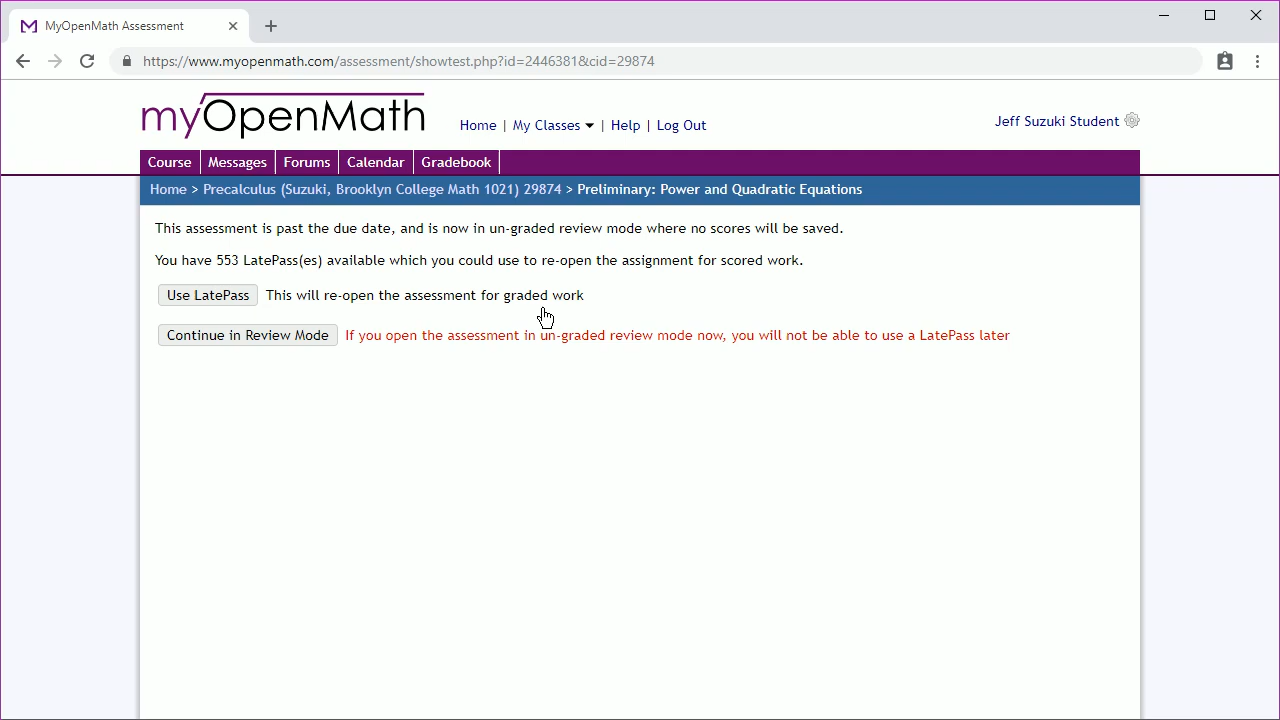 MyOpenMath Assessment
https://www.myopenmath.com/assessment/showtest.php?id=2446381&cid=29874
myOpenMath
Home | My Classes | Help | Log Out
Jeff Suzuki Student
Course Messages Forums Calendar Gradebook
Home > Precalculus (Suzuki, Brooklyn College Math 1021) 29874 > Preliminary: Power and Quadratic Equations
This assessment is past the due date, and is now in un-graded review mode where no scores will be saved.
You have 553 LatePass(es) available which you could use to re-open the assignment for scored work.
Use LatePass This will re-open the assessment for graded work
Continue in Review Mode If you open the assessment in un-graded review mode now, you will not be able to use a LatePass later